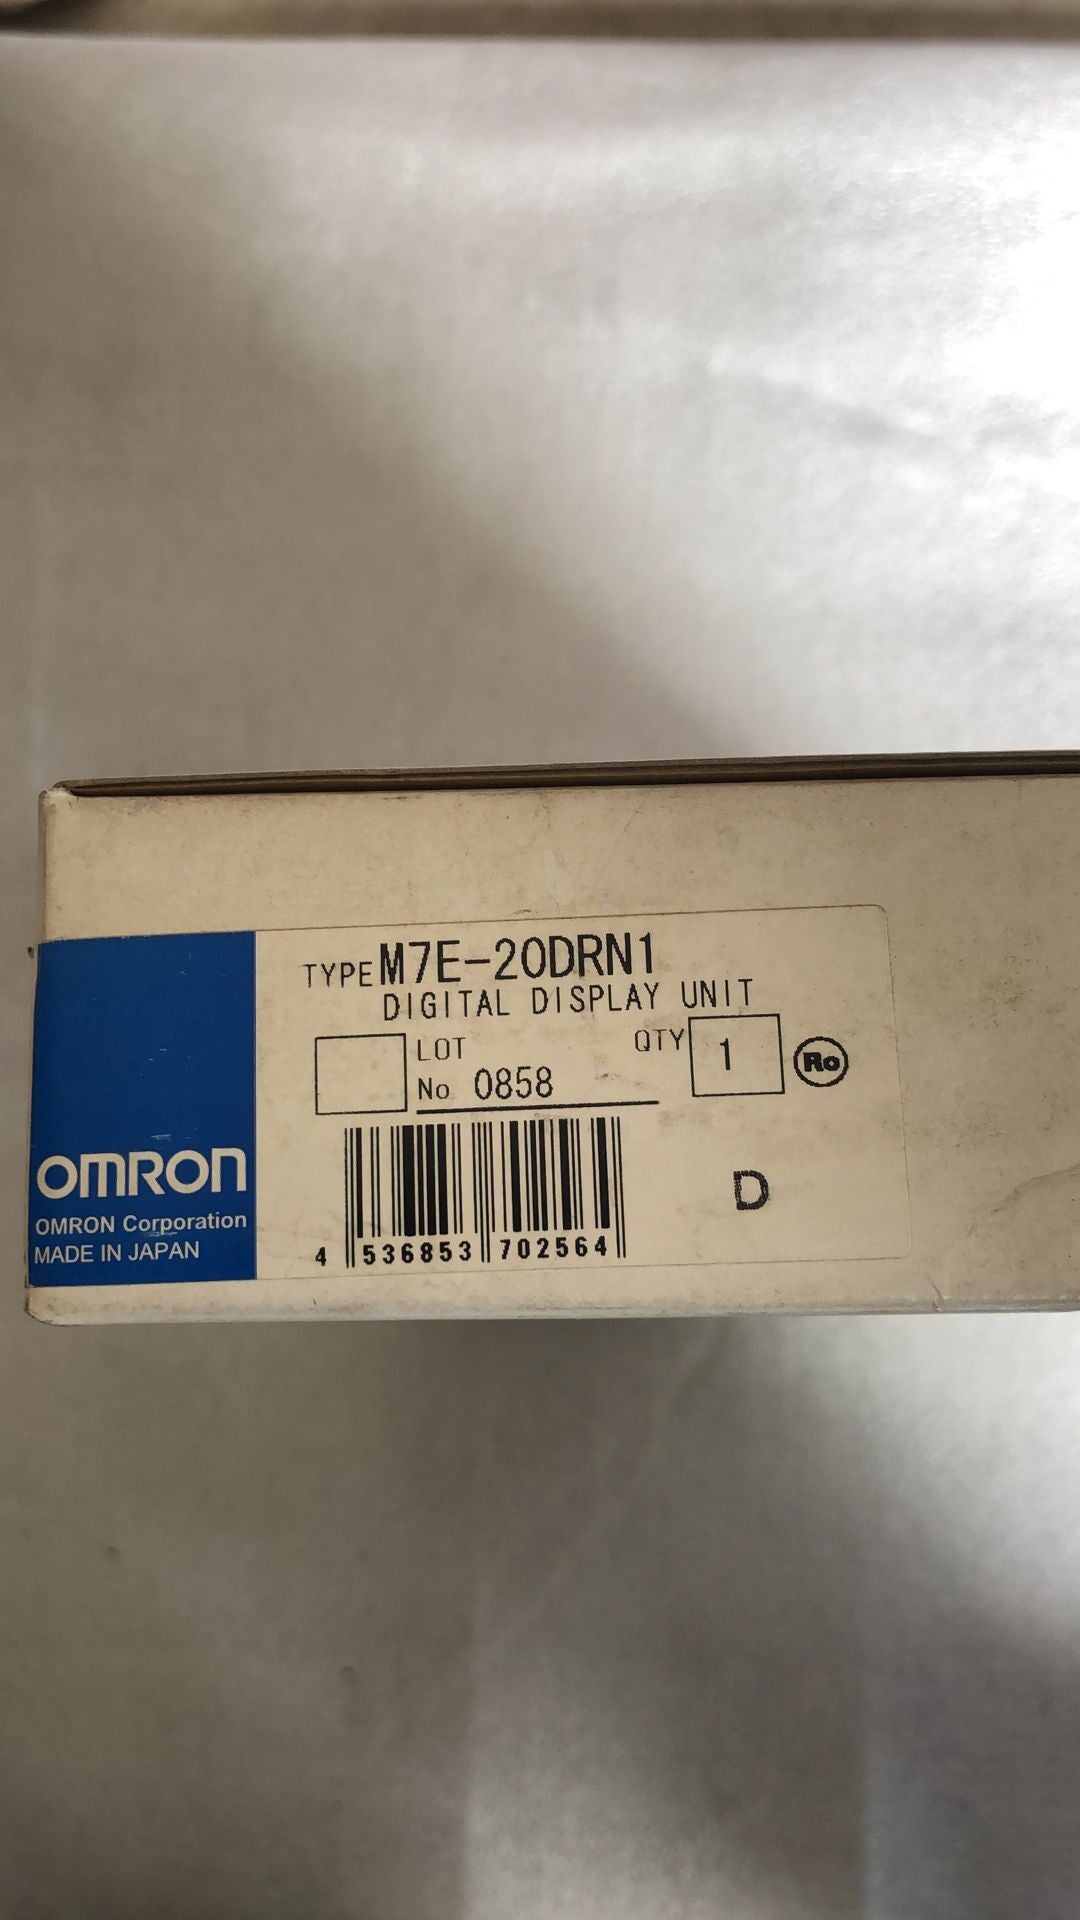 TYPE M7E-20DRN1
DIGITAL DISPLAY UNIT
LOT
No 0858
QTY 1
Ro
OMRON
OMRON Corporation
MADE IN JAPAN
4 536853 702564
D